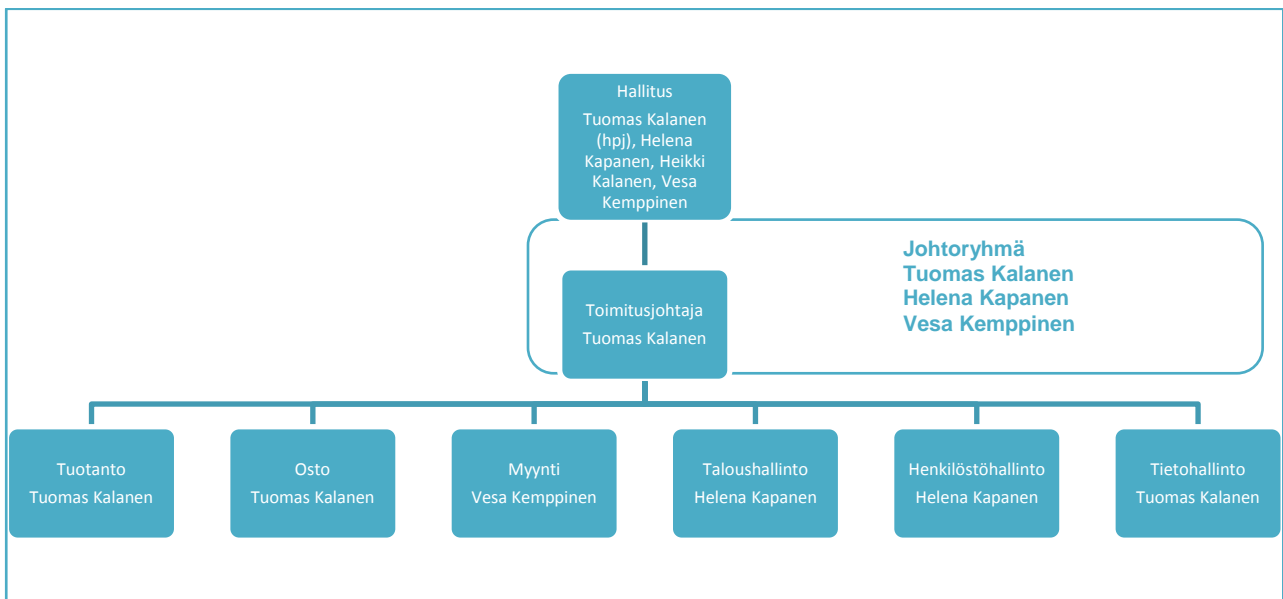 Hallitus
Tuomas Kalanen
(hpj), Helena
Kapanen, Heikki
Kalanen, Vesa
Kemppinen
Johtoryhmä
Tuomas Kalanen
Helena Kapanen
Vesa Kemppinen
Toimitusjohtaja
Tuomas Kalanen
Tuotanto
Tuomas Kalanen
Osto
Tuomas Kalanen
Myynti
Vesa Kemppinen
Taloushallinto
Helena Kapanen
Henkilöstöhallinto
Helena Kapanen
Tietohallinto
Tuomas Kalanen